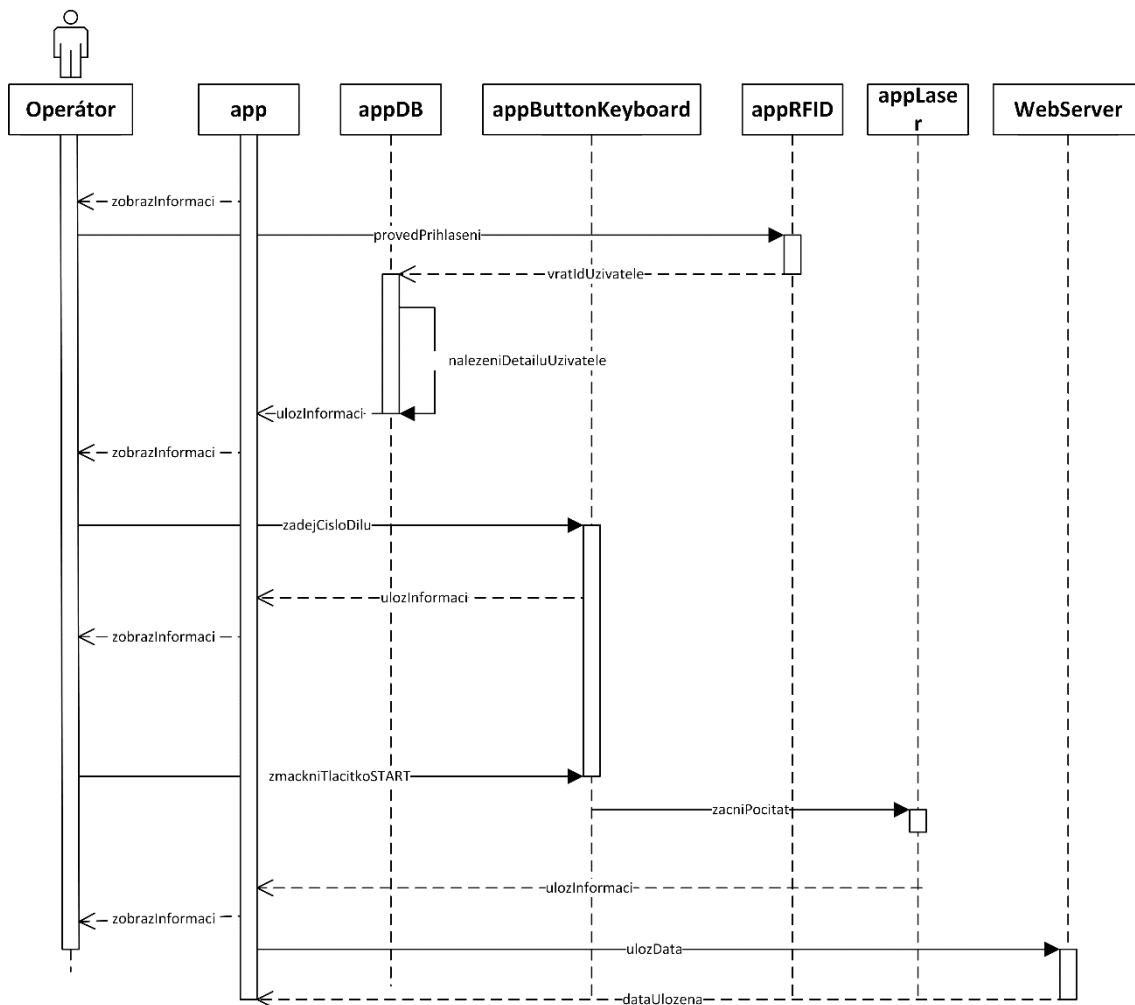 Operátor
app
appDB
appButtonKeyboard
appRFID
appLase
r
WebServer
zobrazInformaci
provedPrihlaseni
vratIdUzivatele
nalezeniDetailuUzivatele
ulozInformaci
zobrazInformaci
zadejCisloDilu
ulozInformaci
zobrazInformaci
zmackniTlacitkoSTART
zacniPocitat
ulozInformaci
zobrazInformaci
ulozData
dataUlozena